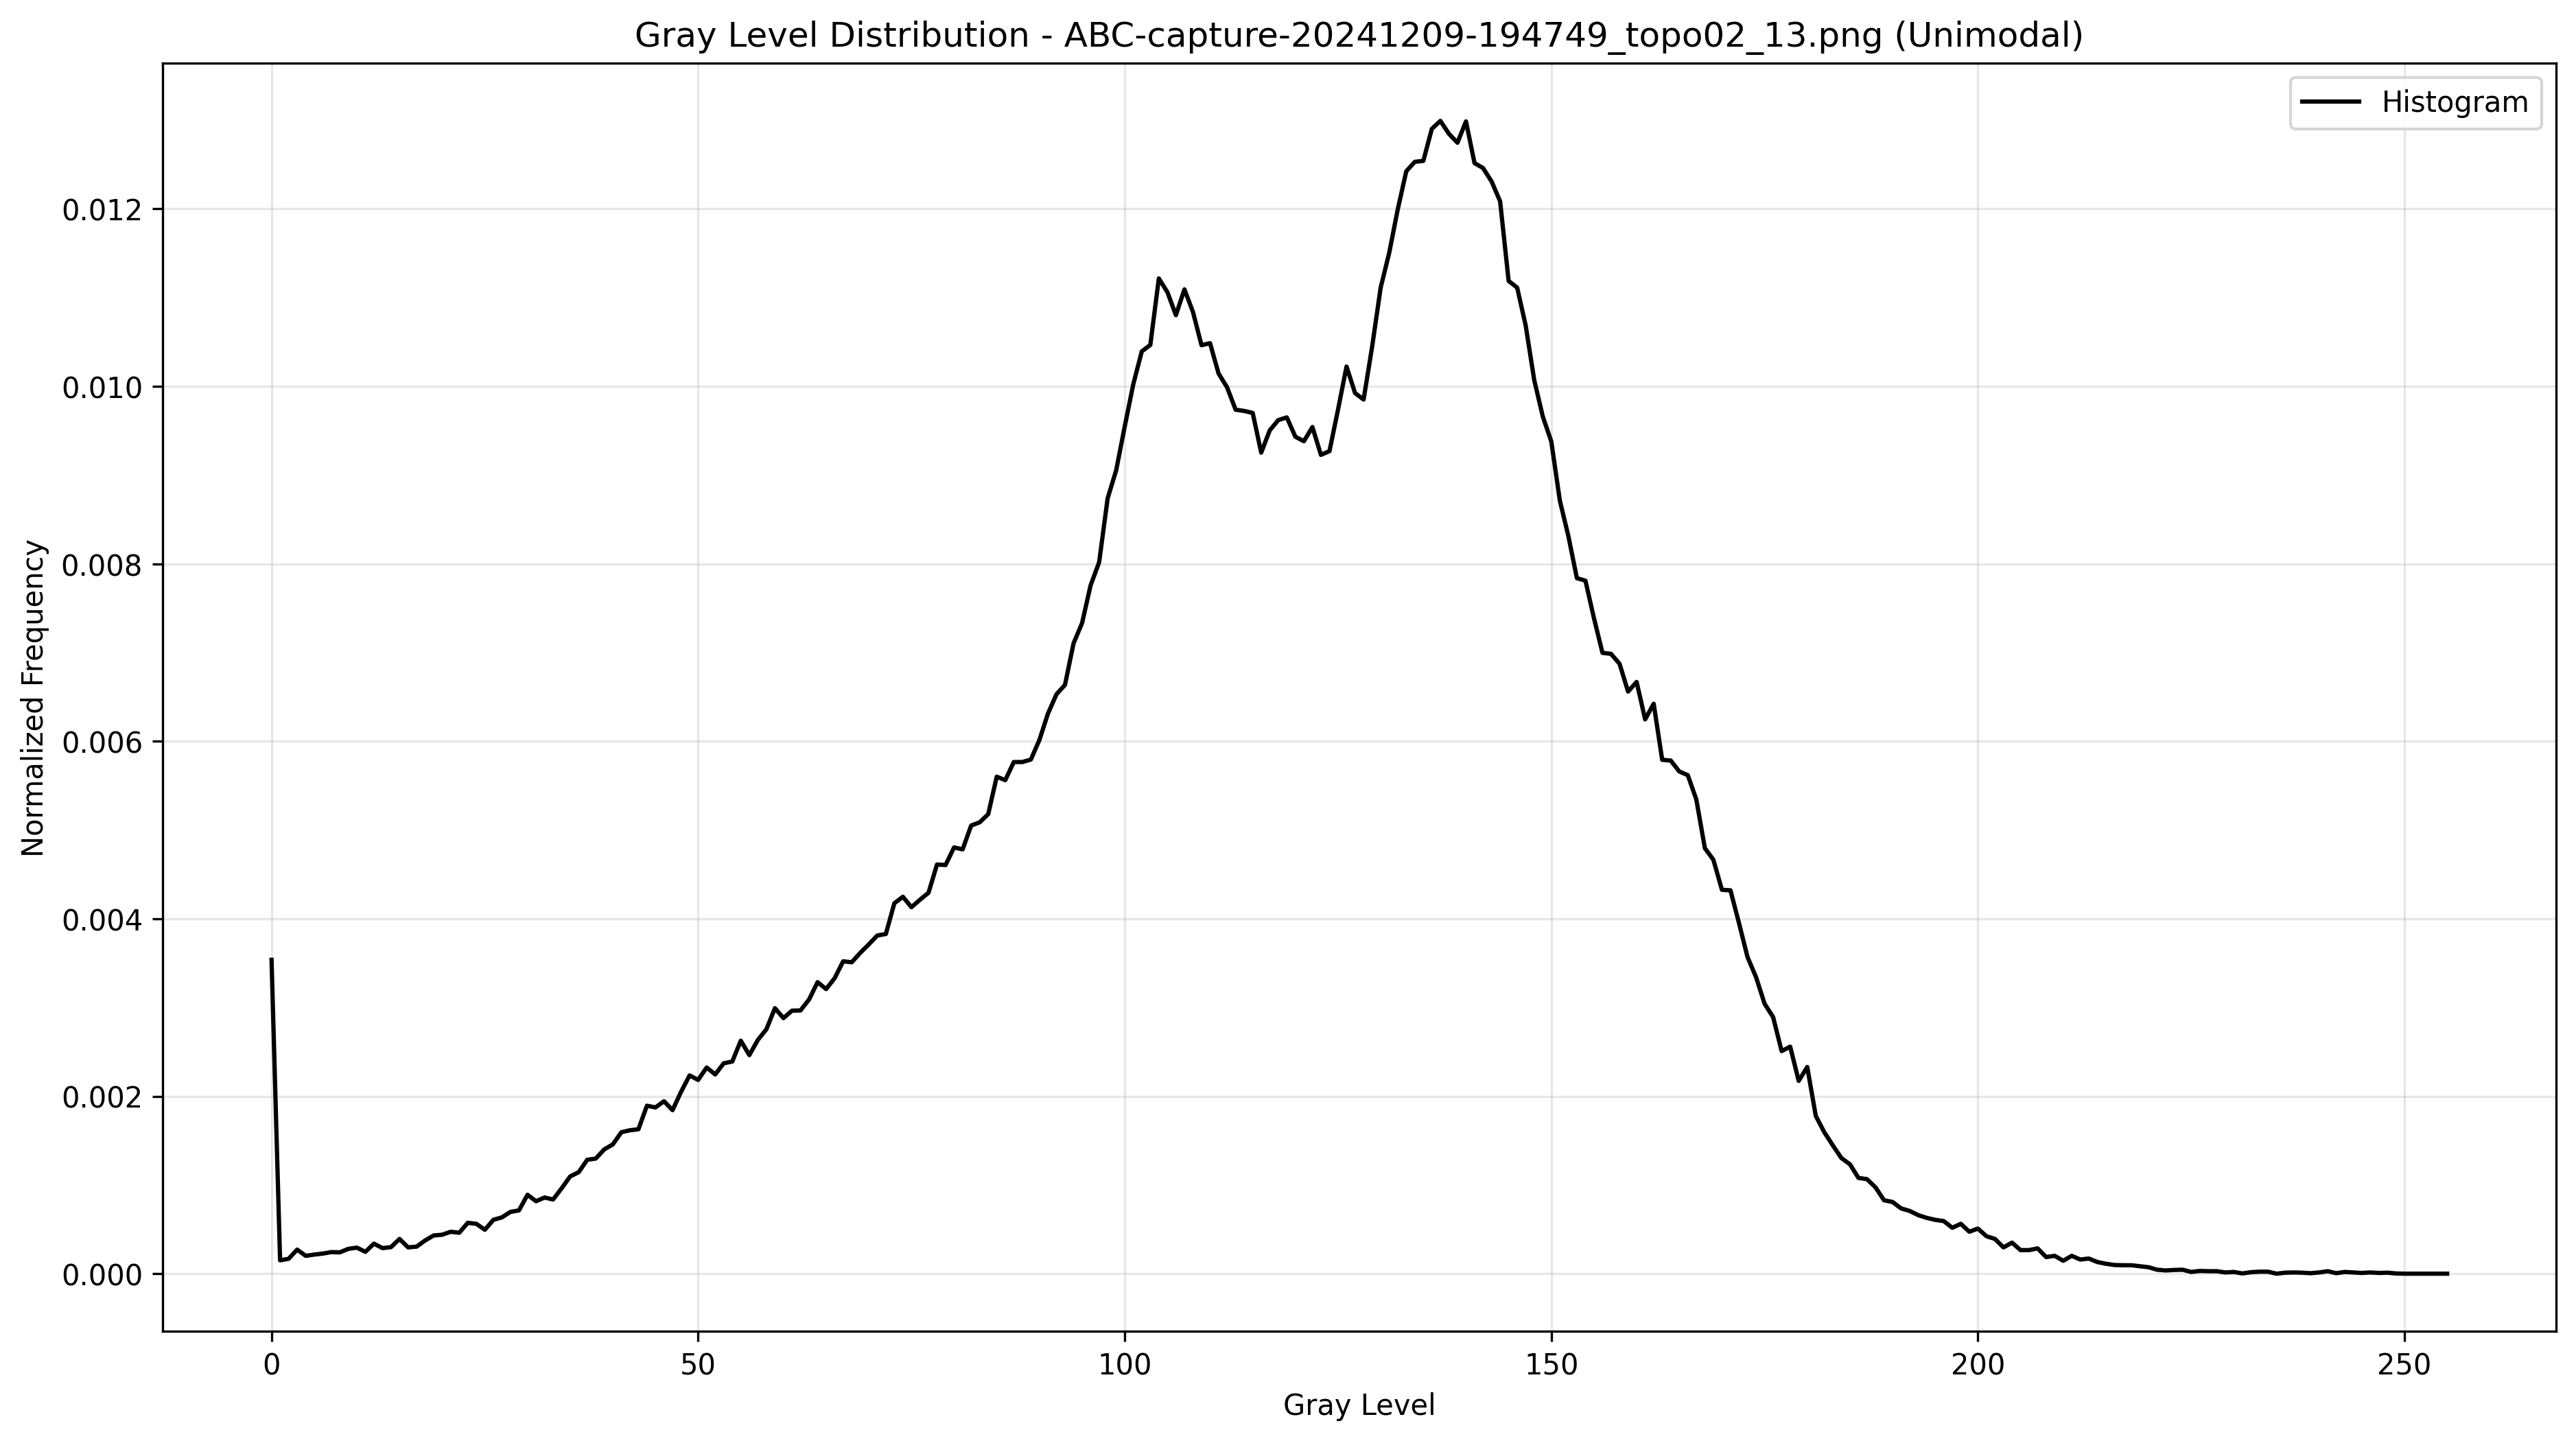 Gray Level Distribution - ABC-capture-20241209-194749_topo02_13.png (Unimodal)
Histogram
Normalized Frequency
0.012
0.010
0.008
0.006
0.004
0.002
0.000
0 50 100 150 200 250
Gray Level